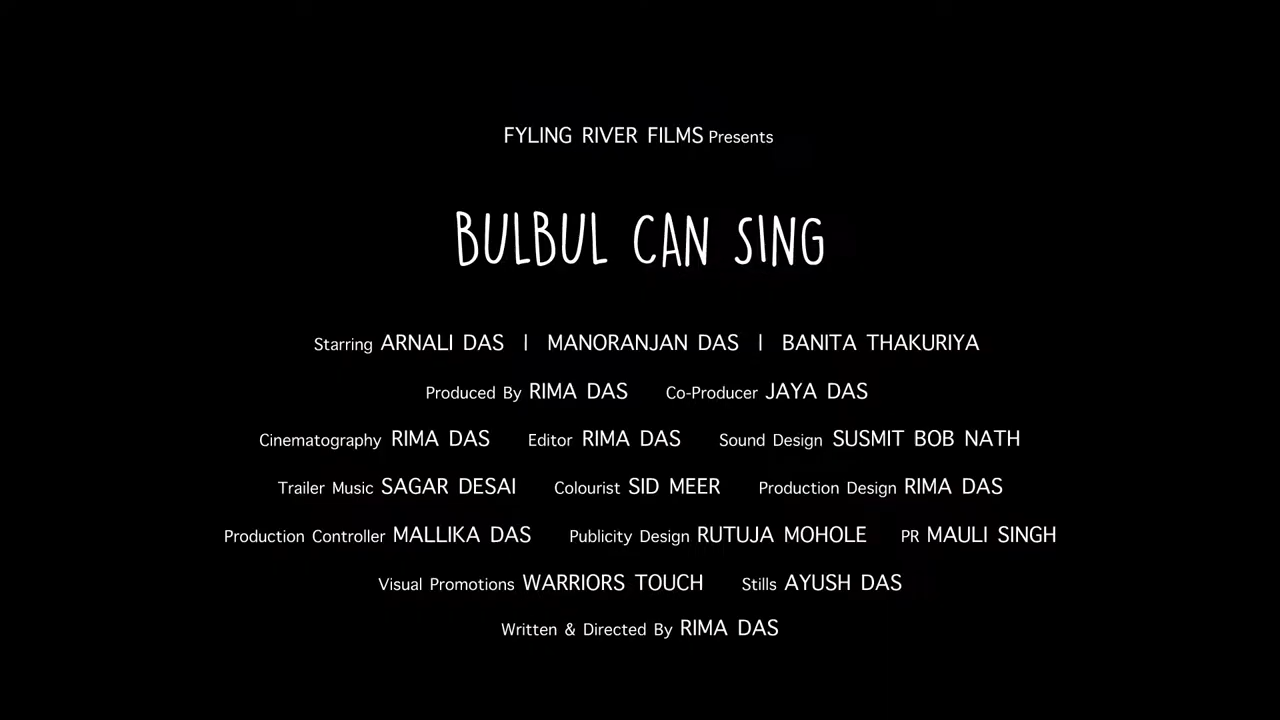 FYLING RIVER FILMS Presents
BULBUL CAN SING
Starring ARNALI DAS | MANORANJAN DAS | BANITA THAKURIYA
Produced By RIMA DAS Co-Producer JAYA DAS
Cinematography RIMA DAS Editor RIMA DAS Sound Design SUSMIT BOB NATH
Trailer Music SAGAR DESAI Colourist SID MEER Production Design RIMA DAS
Production Controller MALLIKA DAS Publicity Design RUTUJA MOHOLE PR MAULI SINGH
Visual Promotions WARRIORS TOUCH Stills AYUSH DAS
Written & Directed By RIMA DAS